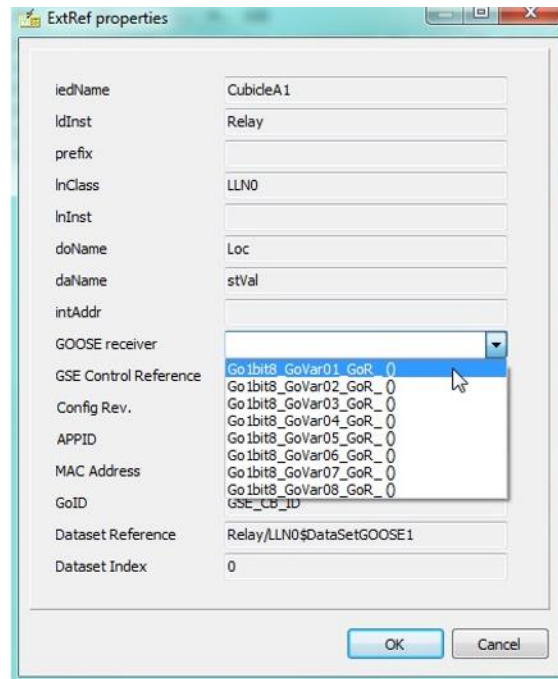 ExtRef properties
iedName CubicleA1
ldInst Relay
prefix
lnClass LLN0
lnInst
doName Loc
daName stVal
intAddr
GOOSE receiver
GSE Control Reference Go1bit8_GoVar01_GoR_ ()
Go1bit8_GoVar02_GoR_ ()
Config Rev. Go1bit8_GoVar03_GoR_ ()
Go1bit8_GoVar04_GoR_ ()
APPID Go1bit8_GoVar05_GoR_ ()
Go1bit8_GoVar06_GoR_ ()
MAC Address Go1bit8_GoVar07_GoR_ ()
Go1bit8_GoVar08_GoR_ ()
GoID GSE_CB_ID
Dataset Reference Relay/LLN0$DataSetGOOSE1
Dataset Index 0
OK Cancel